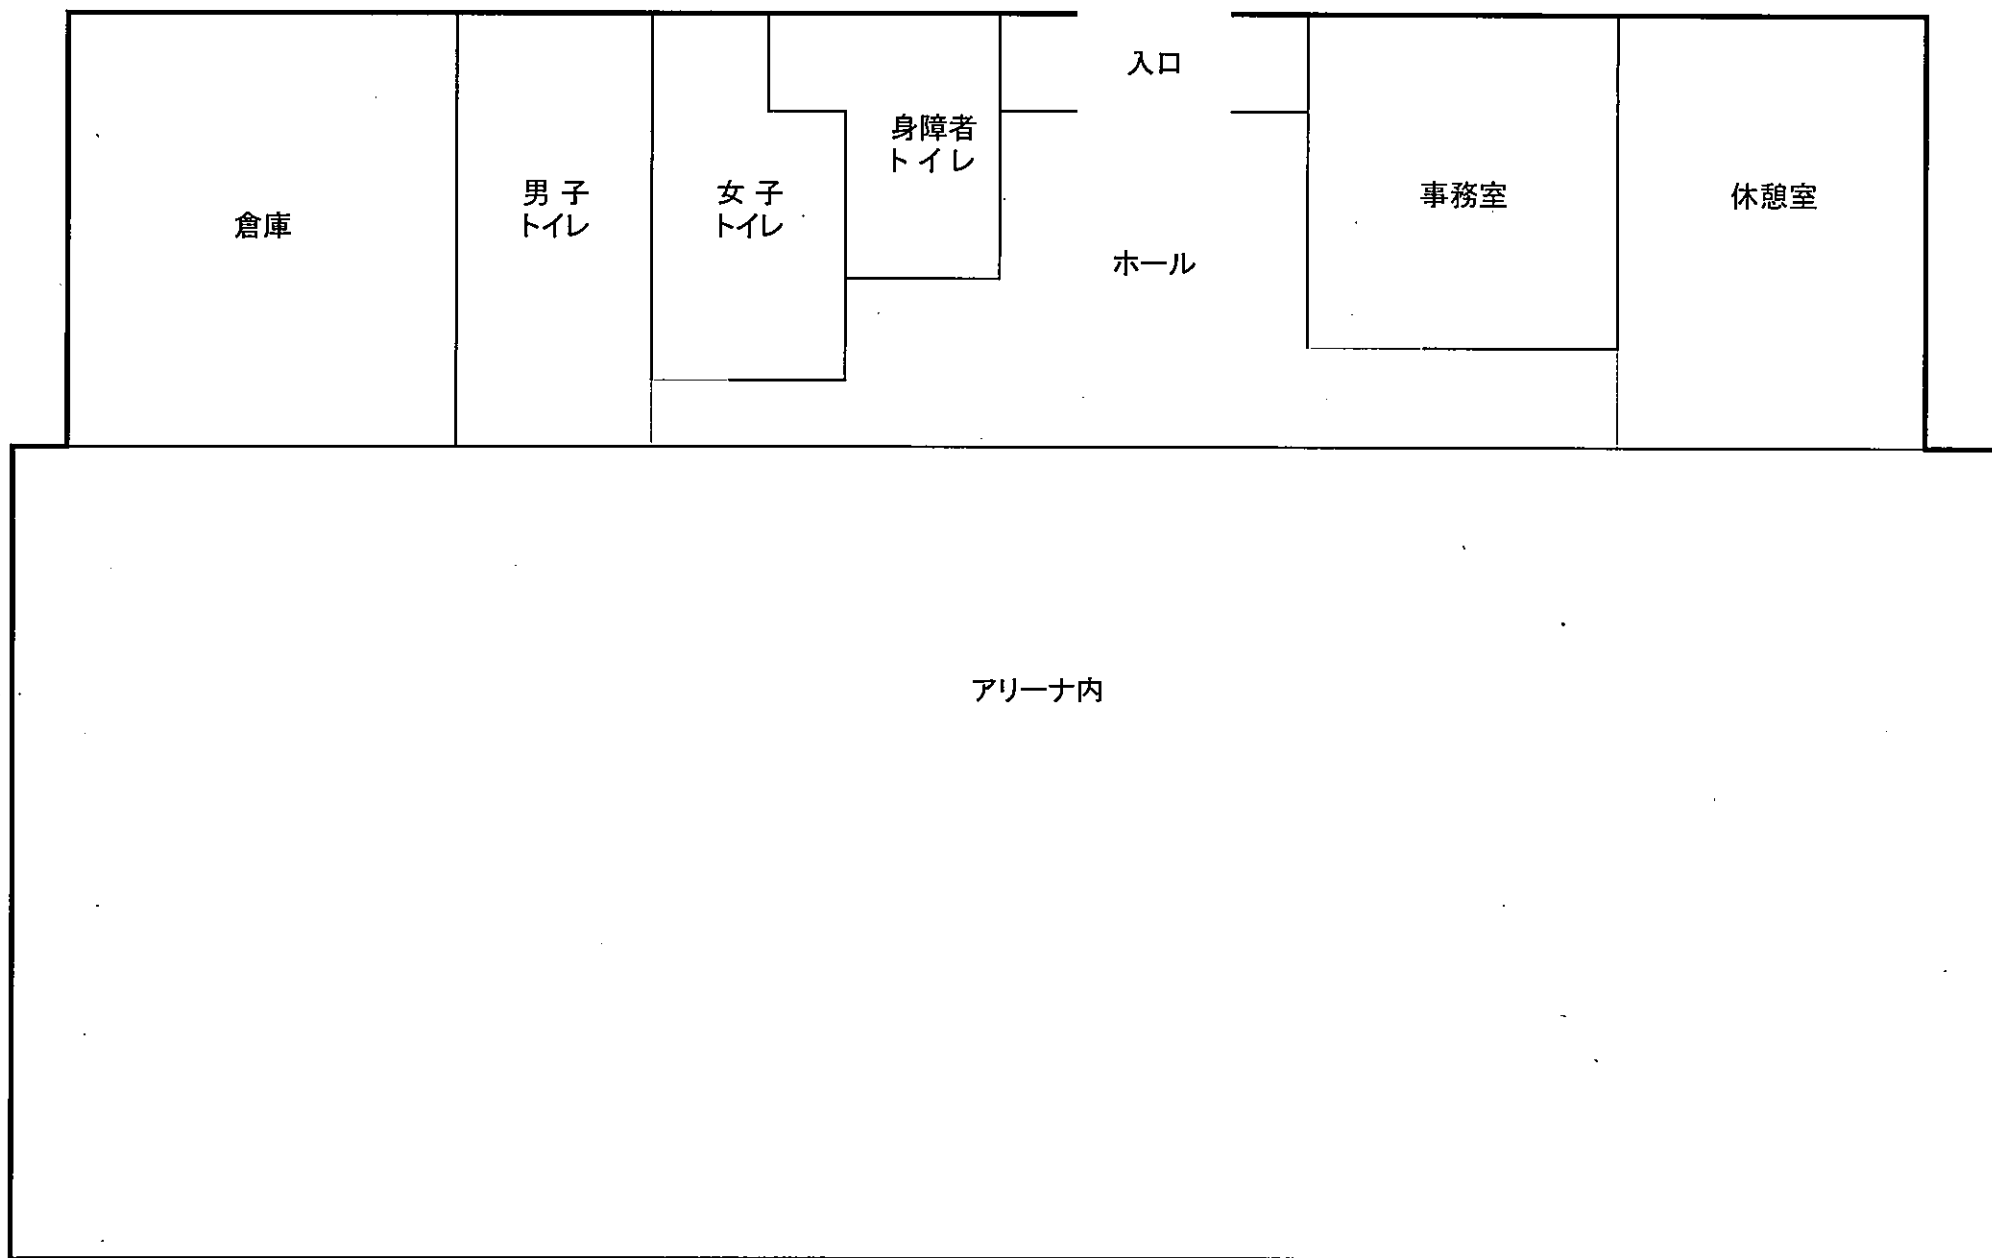 入口
身障者
トイレ
男 子
トイレ
女 子
トイレ
倉庫
事務室
休憩室
ホール
アリーナ内